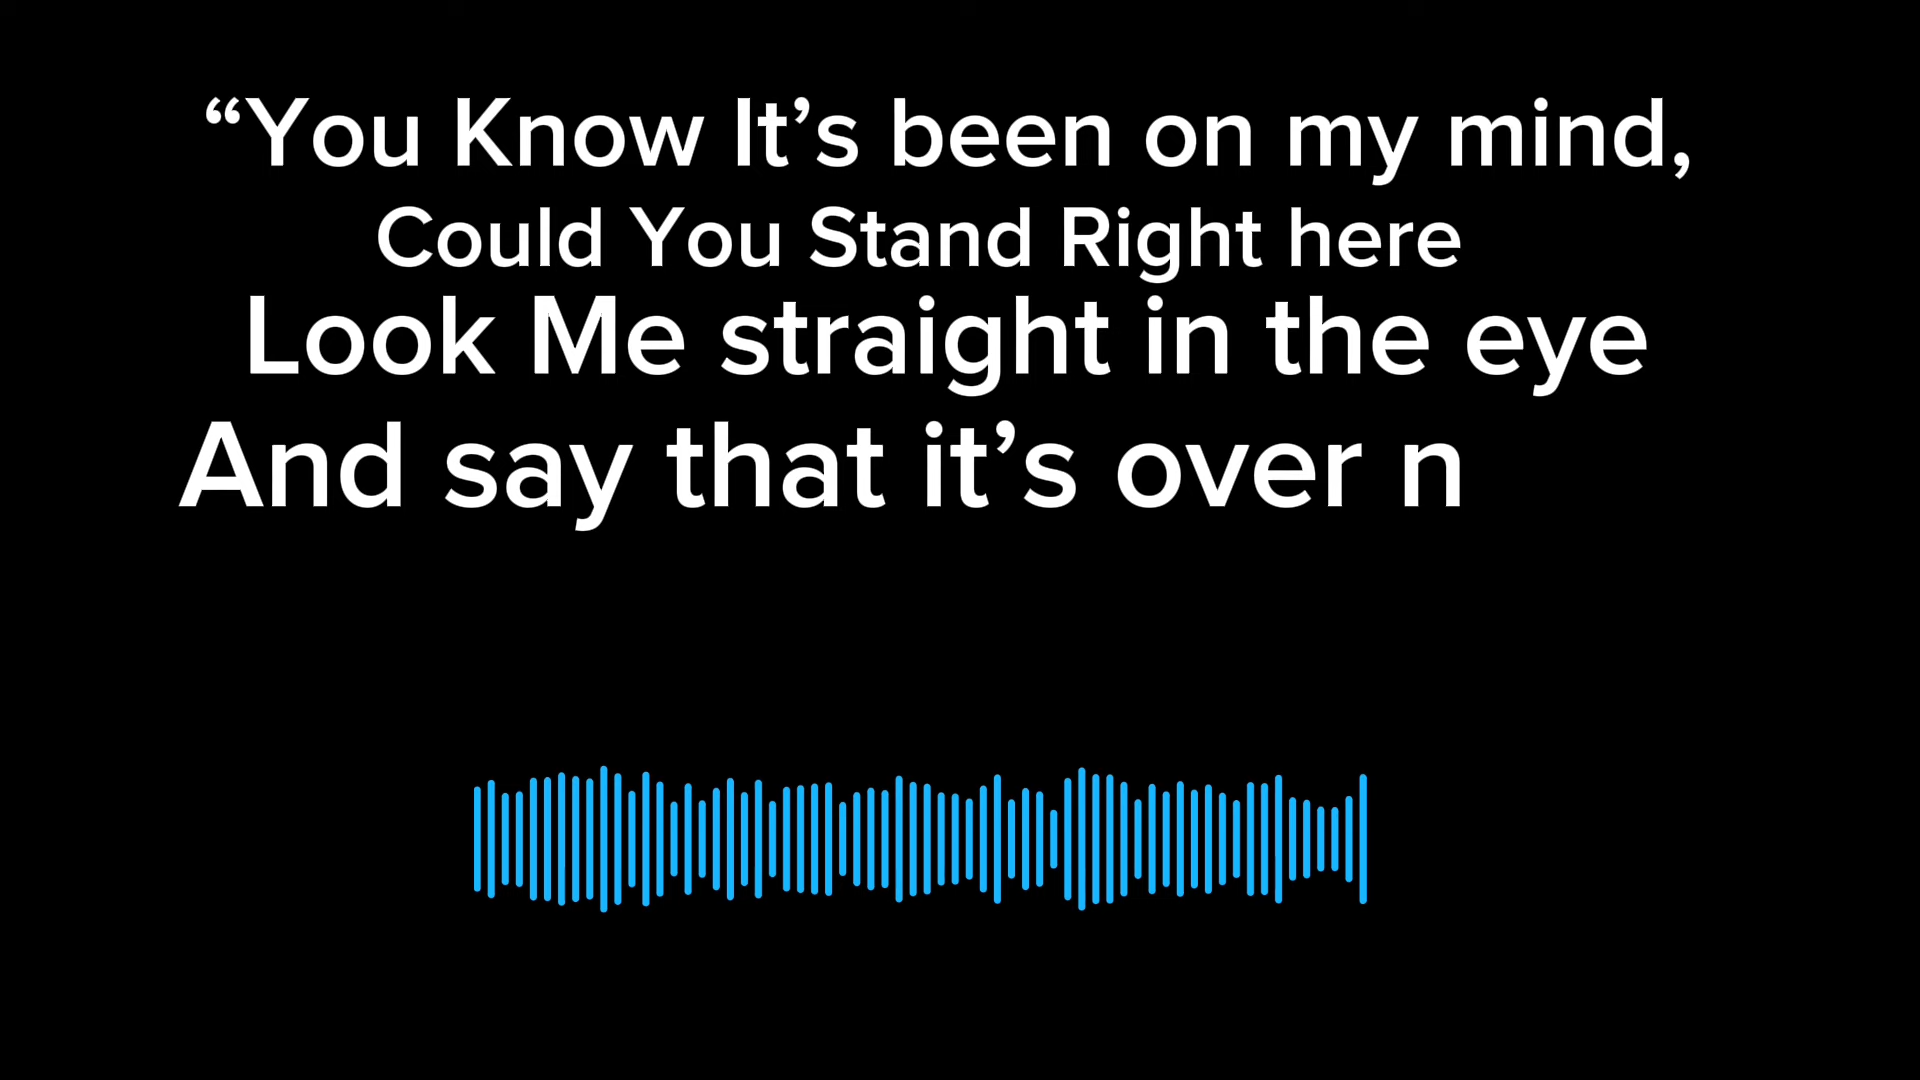 “You Know It’s been on my mind,
Could You Stand Right here
Look Me straight in the eye
And say that it’s over n